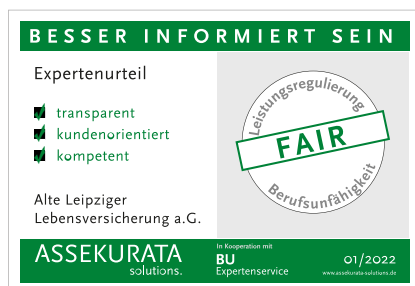 BESSER INFORMIERT SEIN
Expertenurteil
transparent
kundenorientiert
kompetent
Alte Leipziger
Lebensversicherung a.G.
Leistungsregulierung
FAIR
Berufsunfähigkeit
ASSEKURATA
solutions.
In Kooperation mit
BU
Expertenservice
01/2022
www.assekurata-solutions.de